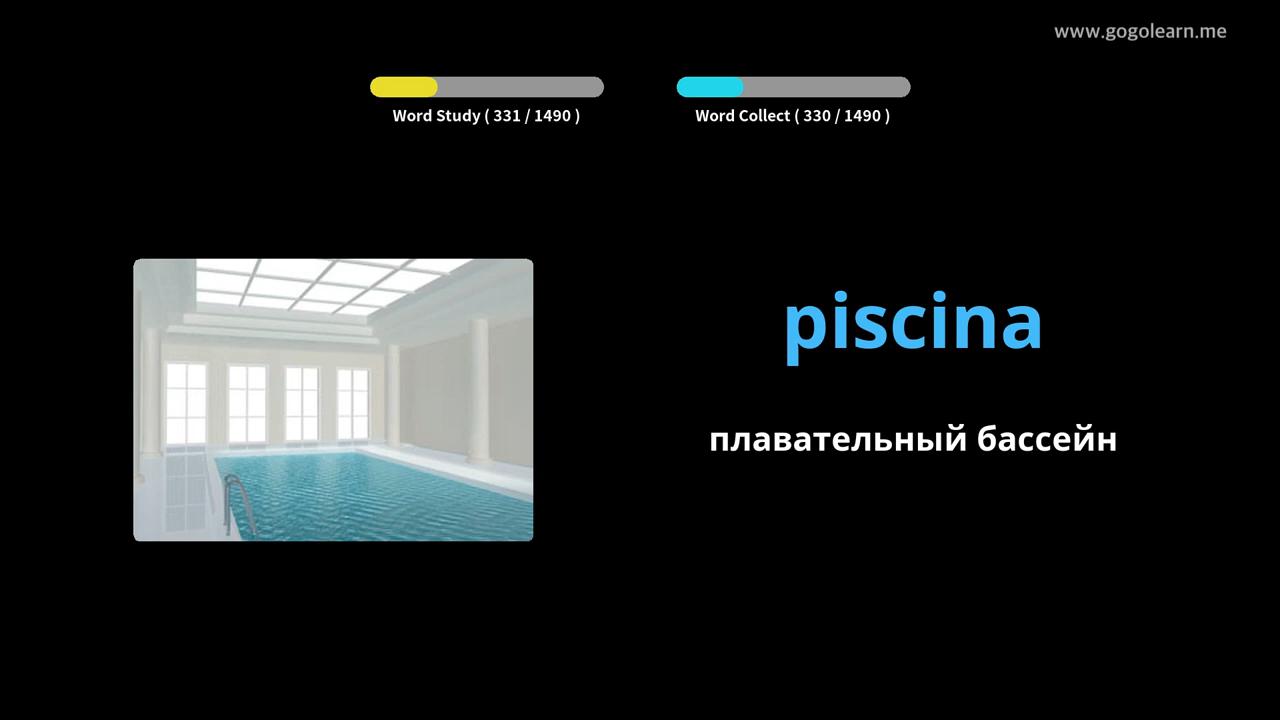 www.gogolearn.me
Word Study ( 331 / 1490 )
Word Collect ( 330 / 1490 )
piscina
плавательный бассейн